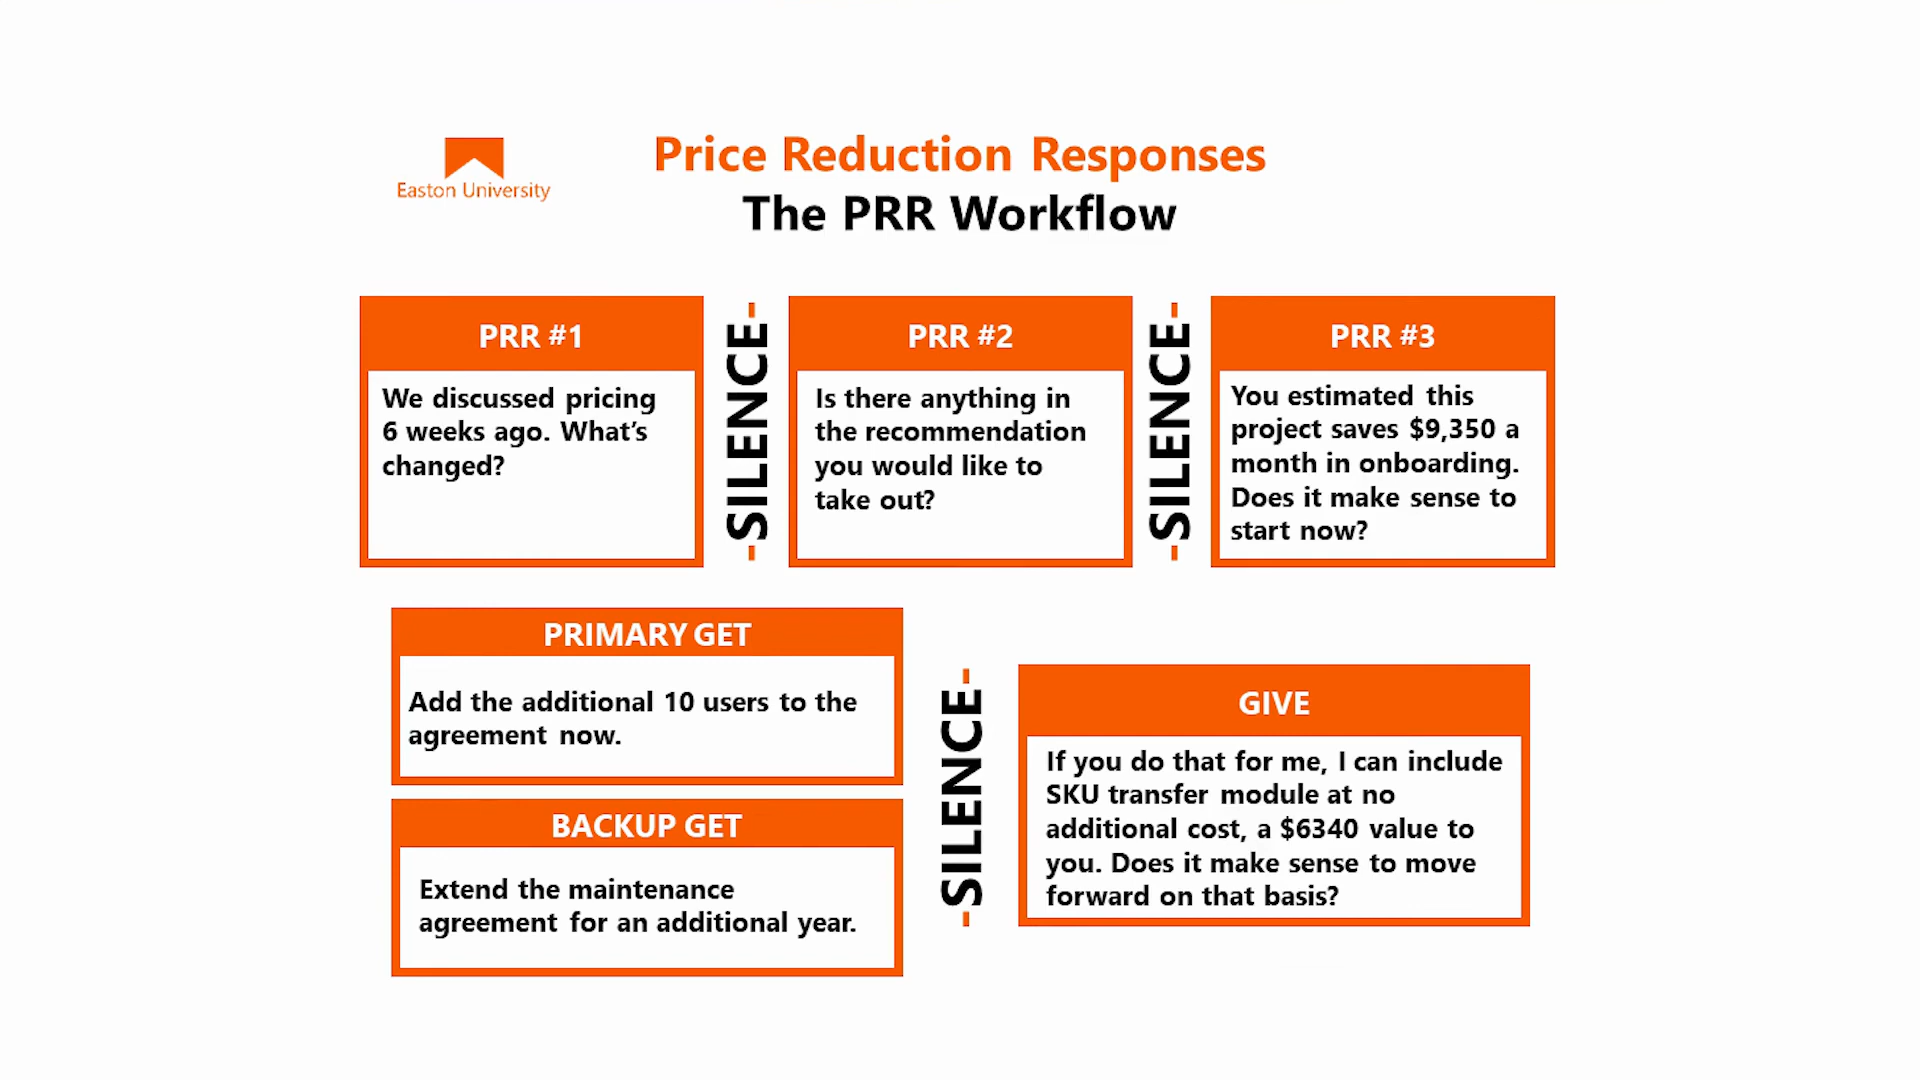 Easton University
Price Reduction Responses
The PRR Workflow
PRR #1
We discussed pricing
6 weeks ago. What’s
changed?
-SILENCE-
PRR #2
Is there anything in
the recommendation
you would like to
take out?
-SILENCE-
PRR #3
You estimated this
project saves $9,350 a
month in onboarding.
Does it make sense to
start now?
PRIMARY GET
Add the additional 10 users to the
agreement now.
BACKUP GET
Extend the maintenance
agreement for an additional year.
-SILENCE-
GIVE
If you do that for me, I can include
SKU transfer module at no
additional cost, a $6340 value to
you. Does it make sense to move
forward on that basis?